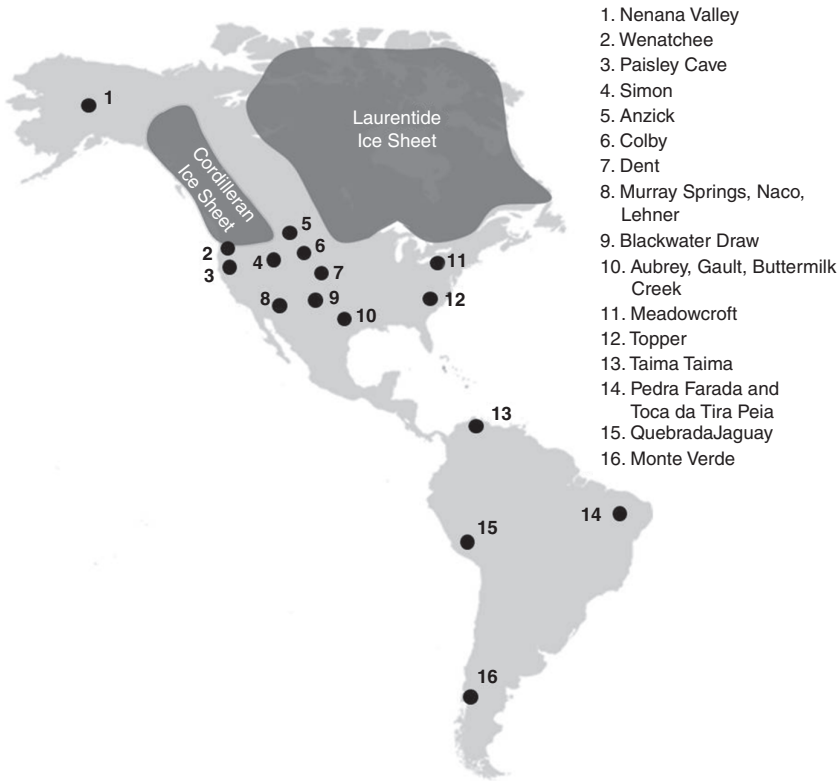 1. Nenana Valley
2. Wenatchee
3. Paisley Cave
4. Simon
5. Anzick
6. Colby
7. Dent
8. Murray Springs, Naco,
Lehner
9. Blackwater Draw
10. Aubrey, Gault, Buttermilk
Creek
11. Meadowcroft
12. Topper
13. Taima Taima
14. Pedra Farada and
Toca da Tira Peia
15. QuebradaJaguay
16. Monte Verde
Laurentide
Ice Sheet
Cordilleran
Ice Sheet
1
2
3
4
5
6
7
8
9
10
11
12
13
14
15
16